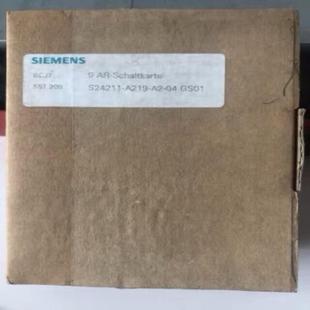 SIEMENS
9 AR-Schaltkarte
S24211-A219-A2-04 GS01